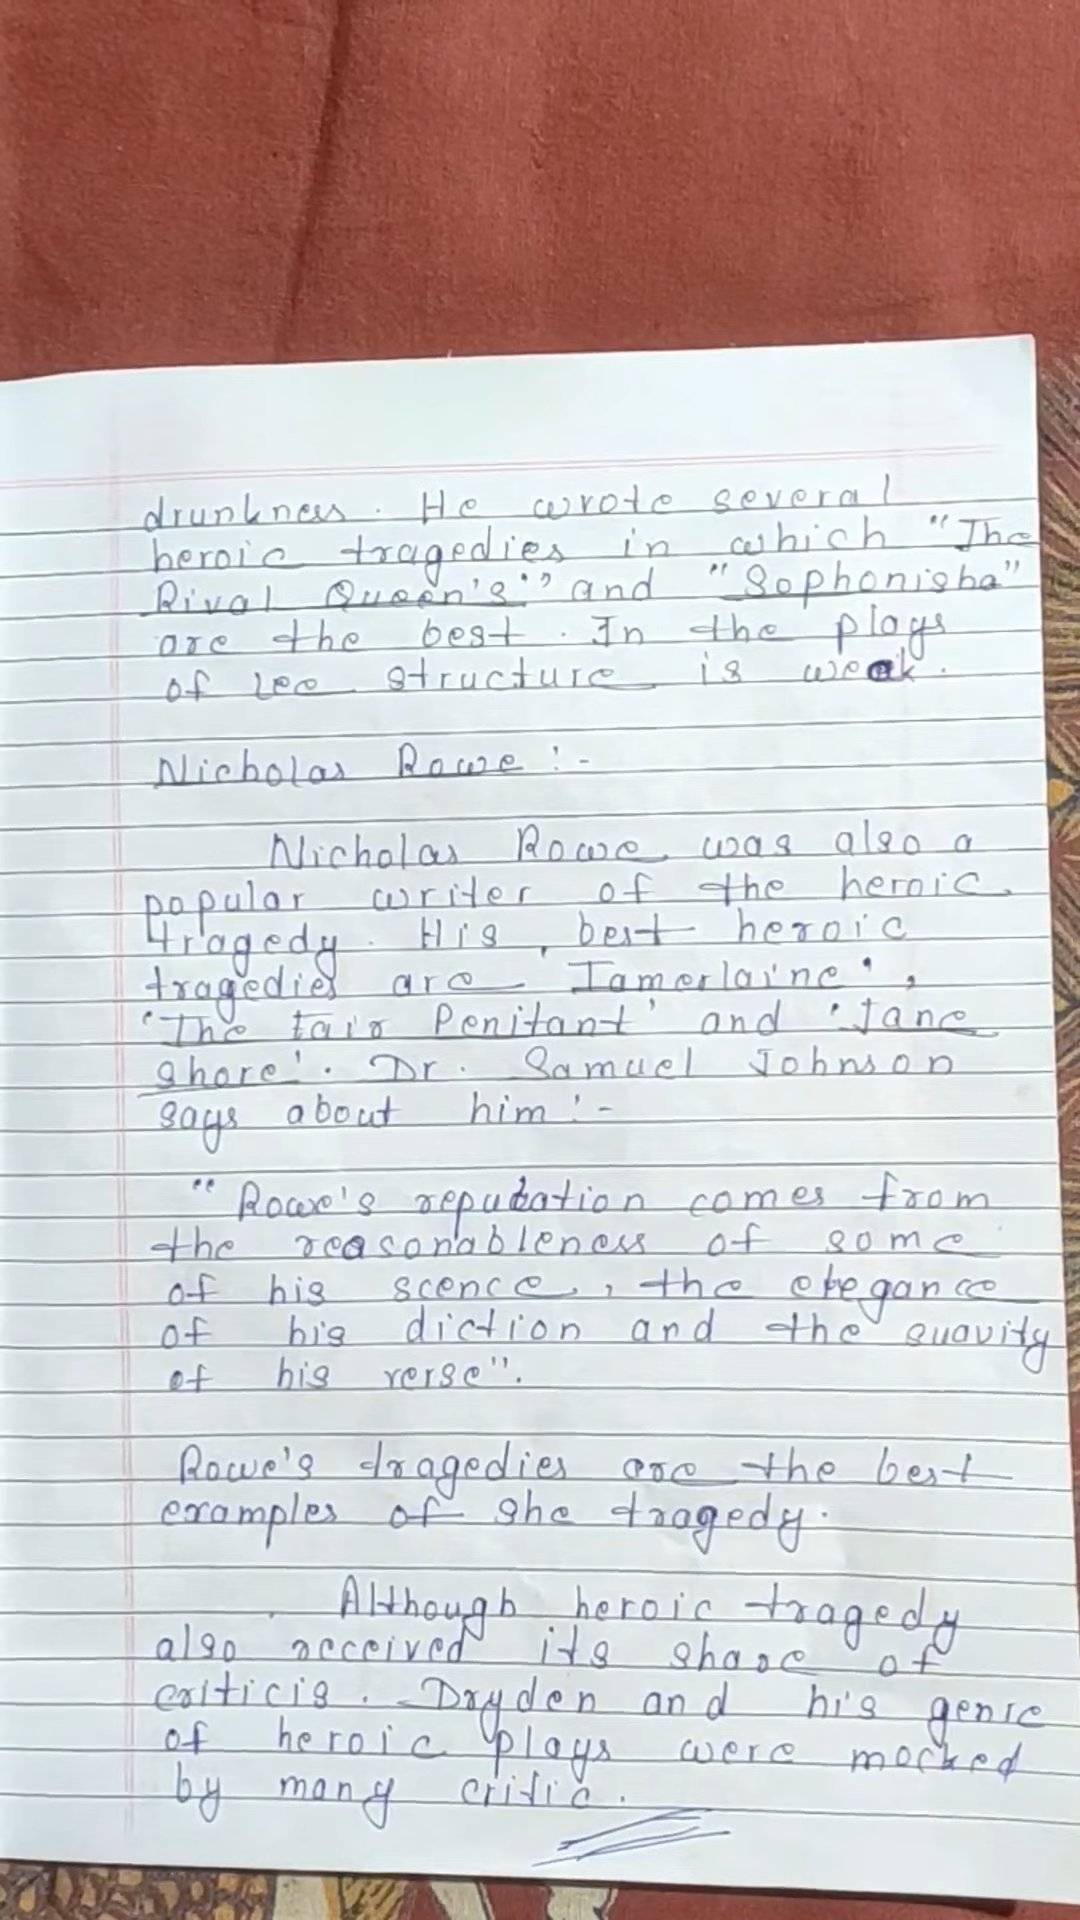 drunkness. He wrote several
heroic tragedies in which "The
Rival Queen's" and "Sophonisba"
are the best. In the plays
of Lee structure is weak.
Nicholas Rowe :-
Nicholas Rowe was also a
popular writer of the heroic
tragedy. His best heroic
tragedies are 'Tamerlaine',
'The fair Penitant' and 'Jane
shore'. Dr. Samuel Johnson
says about him :-
"Rowe's reputation comes from
the reasonableness of some
of his scence, the elegance
of his diction and the suavity
of his verse".
Rowe's tragedies are the best
examples of she tragedy.
Although heroic tragedy
also received its share of
criticis. Dryden and his genre
of heroic plays were mocked
by many critic.